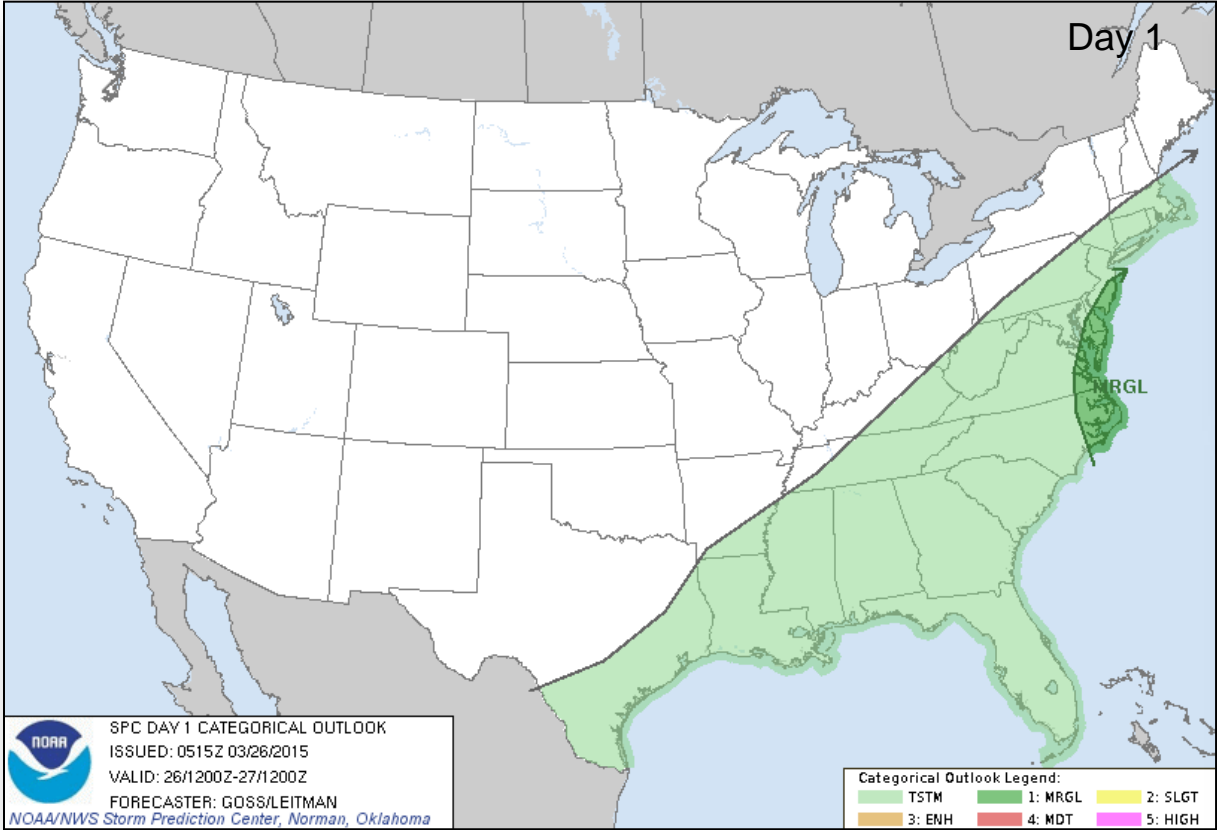 Day 1
MRGL
NOAA
SPC DAY 1 CATEGORICAL OUTLOOK
ISSUED: 0515Z 03/26/2015
VALID: 26/1200Z-27/1200Z
FORECASTER: GOSS/LEITMAN
NOAA/NWS Storm Prediction Center, Norman, Oklahoma
Categorical Outlook Legend:
TSTM 1: MRGL 2: SLGT
3: ENH 4: MDT 5: HIGH